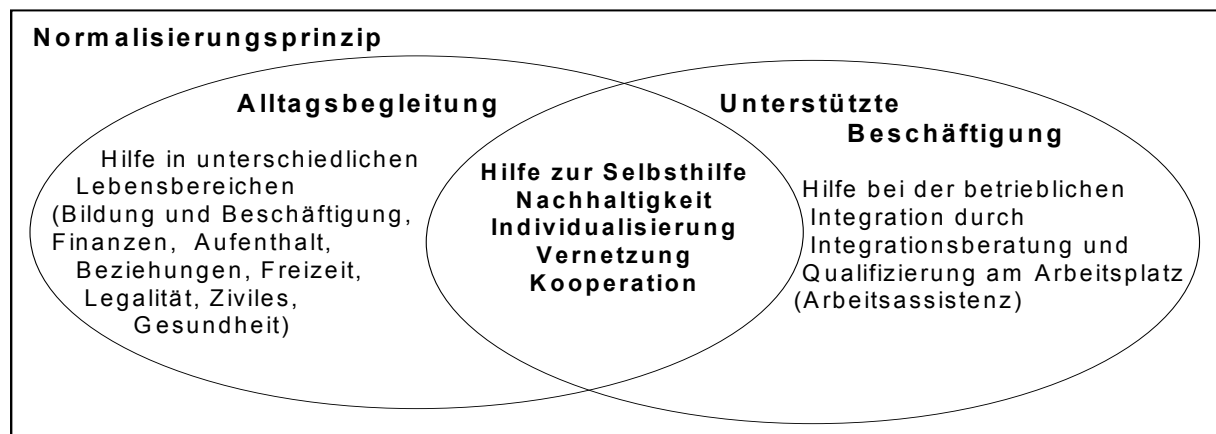 Normalisierungsprinzip
Alltagsbegleitung
Hilfe in unterschiedlichen
Lebensbereichen
(Bildung und Beschäftigung,
Finanzen, Aufenthalt,
Beziehungen, Freizeit,
Legalität, Ziviles,
Gesundheit)
Hilfe zur Selbsthilfe
Nachhaltigkeit
Individualisierung
Vernetzung
Kooperation
Unterstützte
Beschäftigung
Hilfe bei der betrieblichen
Integration durch
Integrationsberatung und
Qualifizierung am Arbeitsplatz
(Arbeitsassistenz)